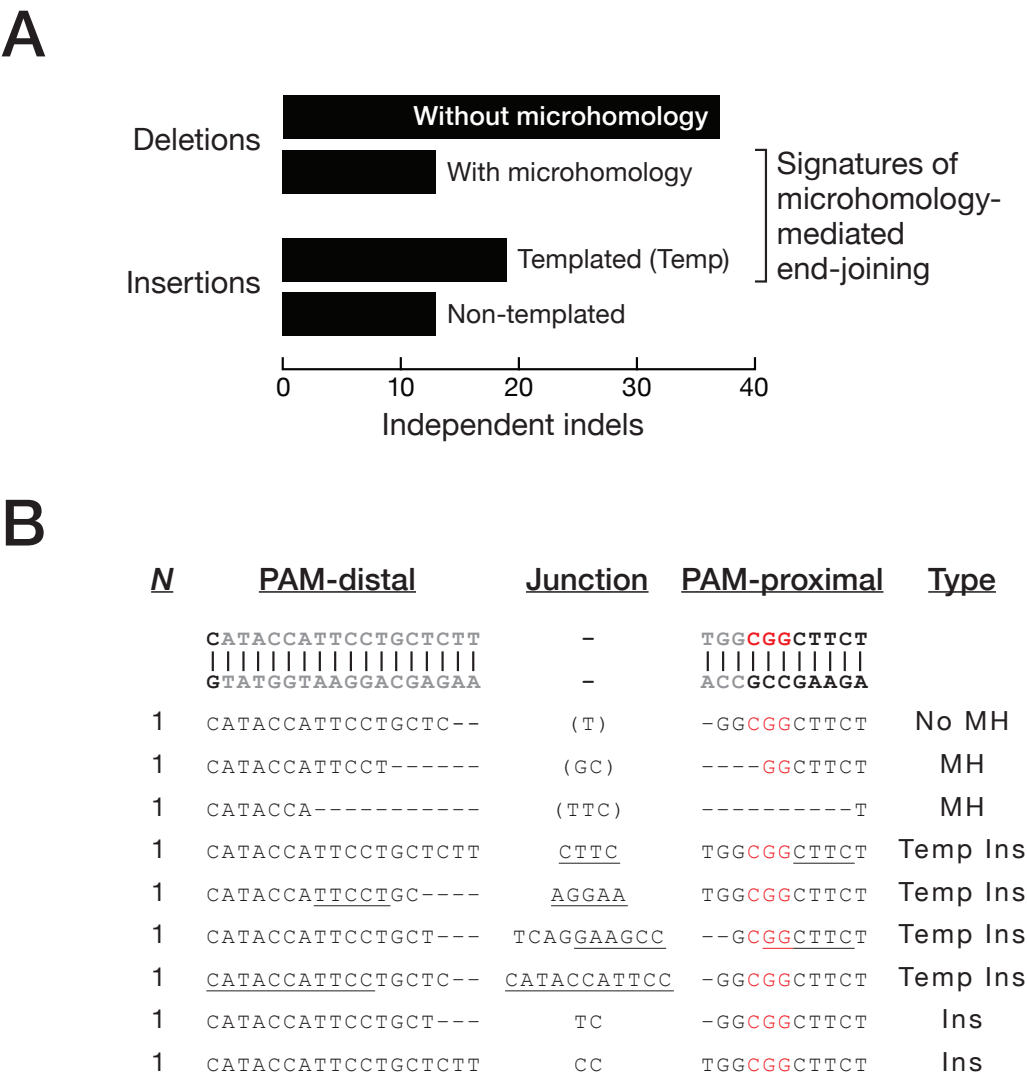 A
Deletions
Without microhomology
With microhomology
Insertions
Templated (Temp)
Non-templated
Signatures of
microhomology-
mediated
end-joining
0 10 20 30 40
Independent indels
B
N PAM-distal Junction PAM-proximal Type
CATACCATTCCTGCTCTT – TGGCGGCTTCT
GTATGGTAAGGACGAGAA – ACCGCCGAAGA
1 CATACCATTCCTGCTC-- (T) -GGCGGCTTCT No MH
1 CATACCATTCCT------ (GC) ----GGCTTCT MH
1 CATACCA----------- (TTC) ----------T MH
1 CATACCATTCCTGCTCTT CTTC TGGCGGCTTCT Temp Ins
1 CATACCATTCCTGC---- AGGAA TGGCGGCTTCT Temp Ins
1 CATACCATTCCTGCT--- TCAGGAAGCC --GCGGCTTCT Temp Ins
1 CATACCATTCCTGCTC-- CATACCATTCC -GGCGGCTTCT Temp Ins
1 CATACCATTCCTGCT--- TC -GGCGGCTTCT Ins
1 CATACCATTCCTGCTCTT CC TGGCGGCTTCT Ins